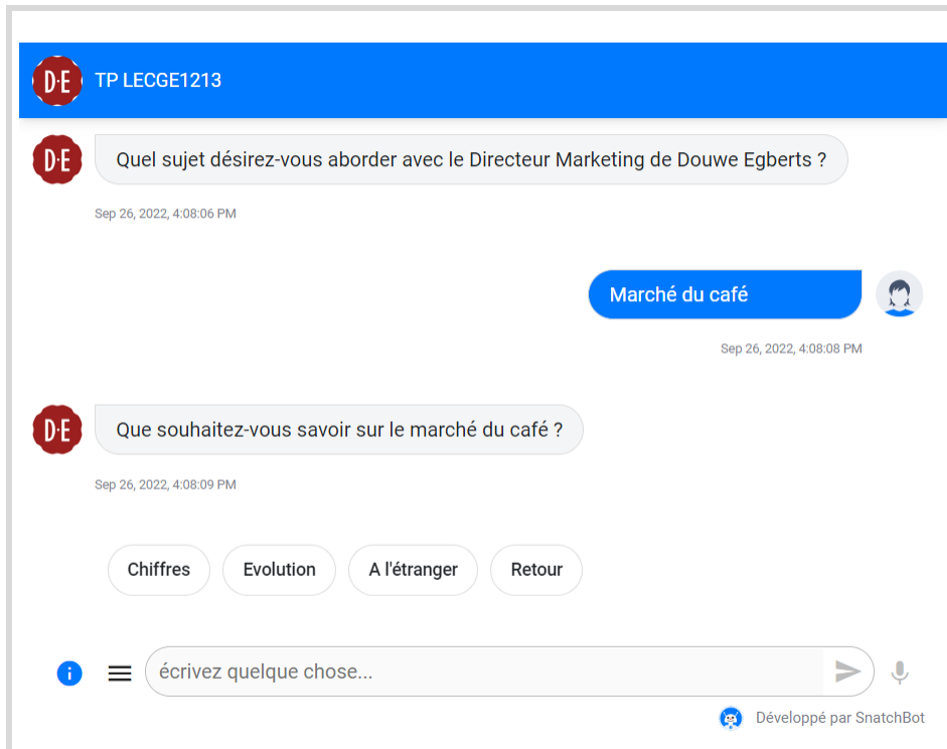 D·E TP LECGE1213
D·E Quel sujet désirez-vous aborder avec le Directeur Marketing de Douwe Egberts ?
Sep 26, 2022, 4:08:06 PM
Marché du café
Sep 26, 2022, 4:08:08 PM
D·E Que souhaitez-vous savoir sur le marché du café ?
Sep 26, 2022, 4:08:09 PM
Chiffres Evolution A l'étranger Retour
écrivez quelque chose...
Développé par SnatchBot